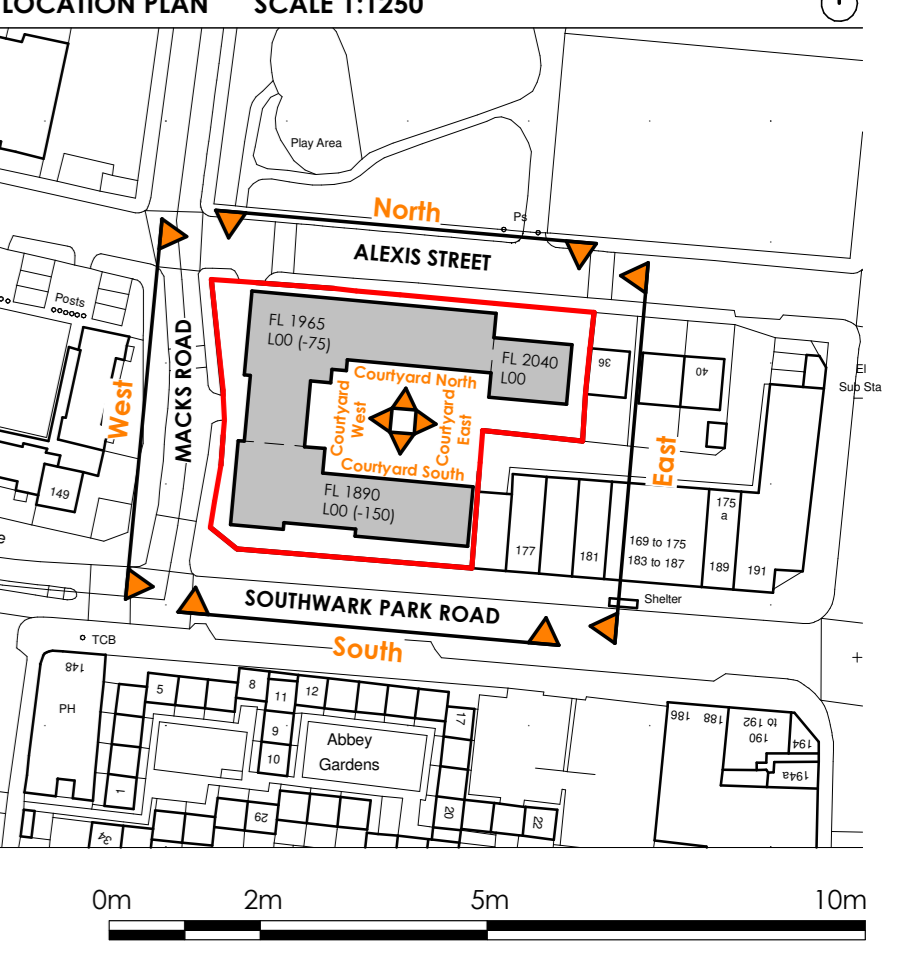 LOCATION PLAN SCALE 1:1250
Play Area
North
Ps
ALEXIS STREET
Posts
FL 1965
L00 (-75)
FL 2040
L00
36
40
El
Sub Sta
MACKS ROAD
West
Courtyard North
Courtyard
West
Courtyard
East
Courtyard South
East
149
FL 1890
L00 (-150)
177
181
169 to 175
183 to 187
175
a
189
191
e
Shelter
SOUTHWARK PARK ROAD
South
TCB
148
PH
5
8
11
12
9
10
17
Abbey
Gardens
1
34
29
20
22
186
188
190
to 192
194
194a
0m 2m 5m 10m